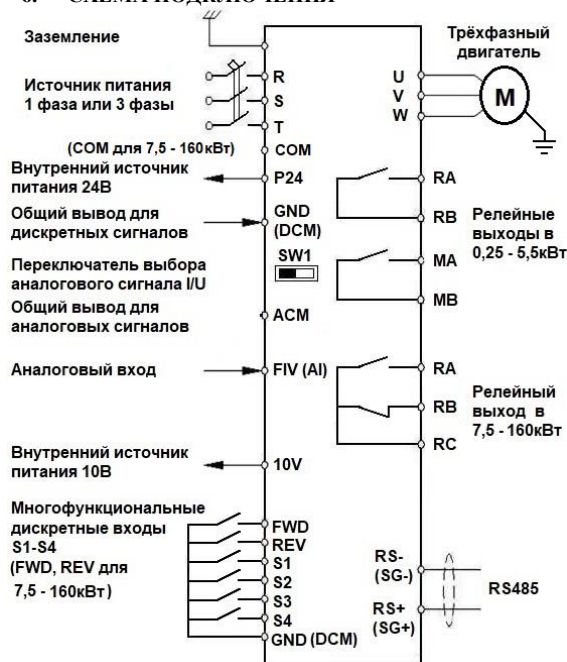 6. СХЕМА ПОДКЛЮЧЕНИЯ
Заземление
Источник питания
1 фаза или 3 фазы
(COM для 7,5 - 160кВт)
Внутренний источник
питания 24В
Общий вывод для
дискретных сигналов
Переключатель выбора
аналогового сигнала I/U
Общий вывод для
аналоговых сигналов
Аналоговый вход
Внутренний источник
питания 10В
Многофункциональные
дискретные входы
S1-S4
(FWD, REV для
7,5 - 160кВт)
R
S
T
COM
P24
GND
(DCM)
SW1
ACM
FIV (AI)
10V
FWD
REV
S1
S2
S3
S4
GND (DCM)
U
V
W
RA
RB
MA
MB
RA
RB
RC
RS-
(SG-)
RS+
(SG+)
Трёхфазный
двигатель
M
Релейные
выходы в
0,25 - 5,5кВт
Релейный
выход в
7,5 - 160кВт
RS485